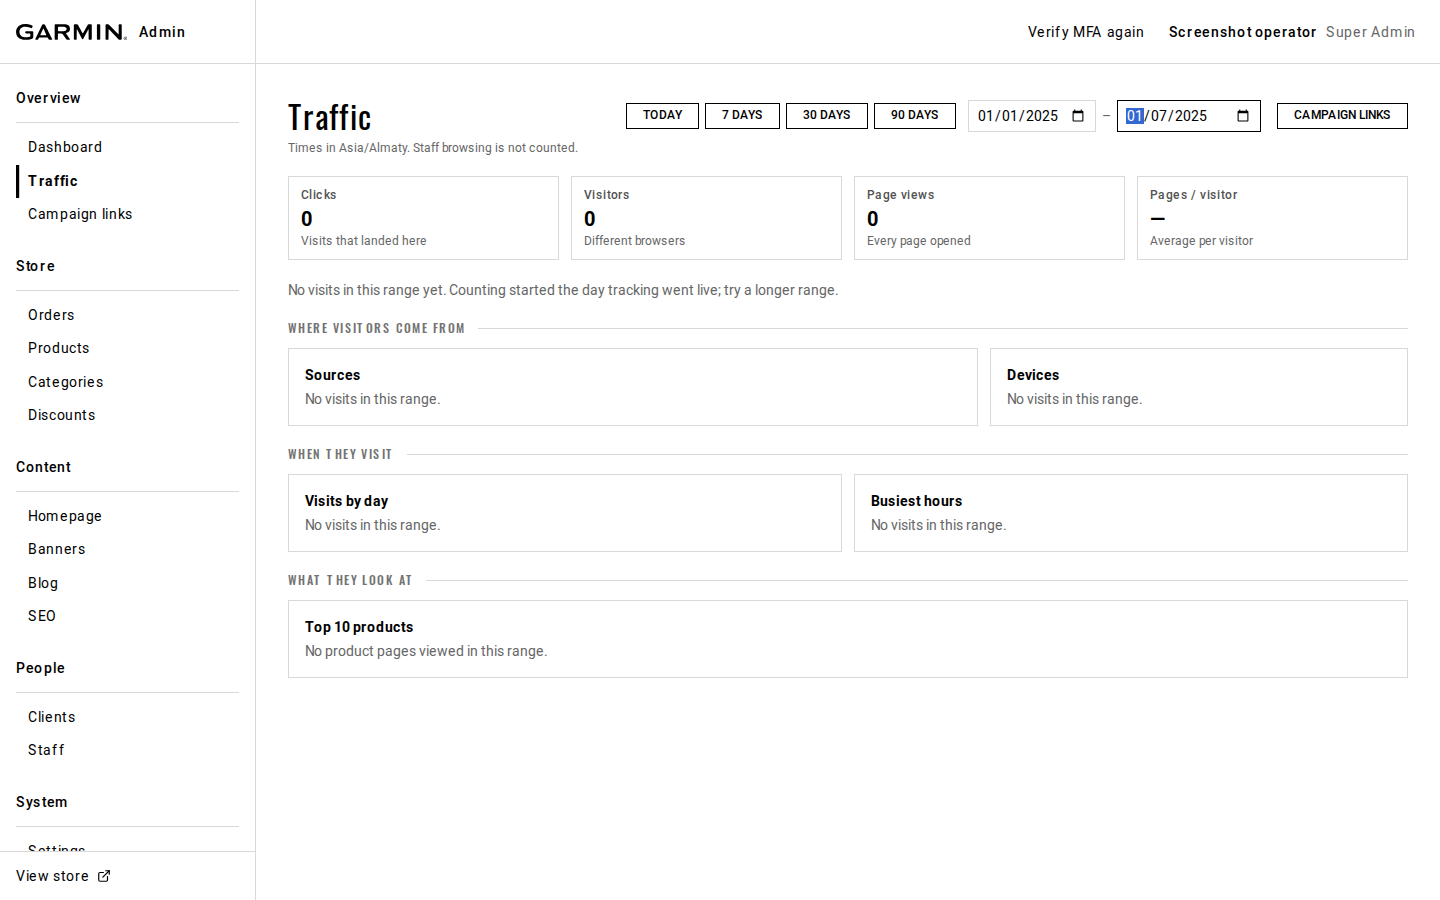 GARMIN. Admin
Verify MFA again Screenshot operator Super Admin
Overview
Dashboard
Traffic
Campaign links
Store
Orders
Products
Categories
Discounts
Content
Homepage
Banners
Blog
SEO
People
Clients
Staff
System
Settings
View store
Traffic
TODAY 7 DAYS 30 DAYS 90 DAYS 01/01/2025 – 01/07/2025 CAMPAIGN LINKS
Times in Asia/Almaty. Staff browsing is not counted.
Clicks
0
Visits that landed here
Visitors
0
Different browsers
Page views
0
Every page opened
Pages / visitor
—
Average per visitor
No visits in this range yet. Counting started the day tracking went live; try a longer range.
WHERE VISITORS COME FROM
Sources
No visits in this range.
Devices
No visits in this range.
WHEN THEY VISIT
Visits by day
No visits in this range.
Busiest hours
No visits in this range.
WHAT THEY LOOK AT
Top 10 products
No product pages viewed in this range.